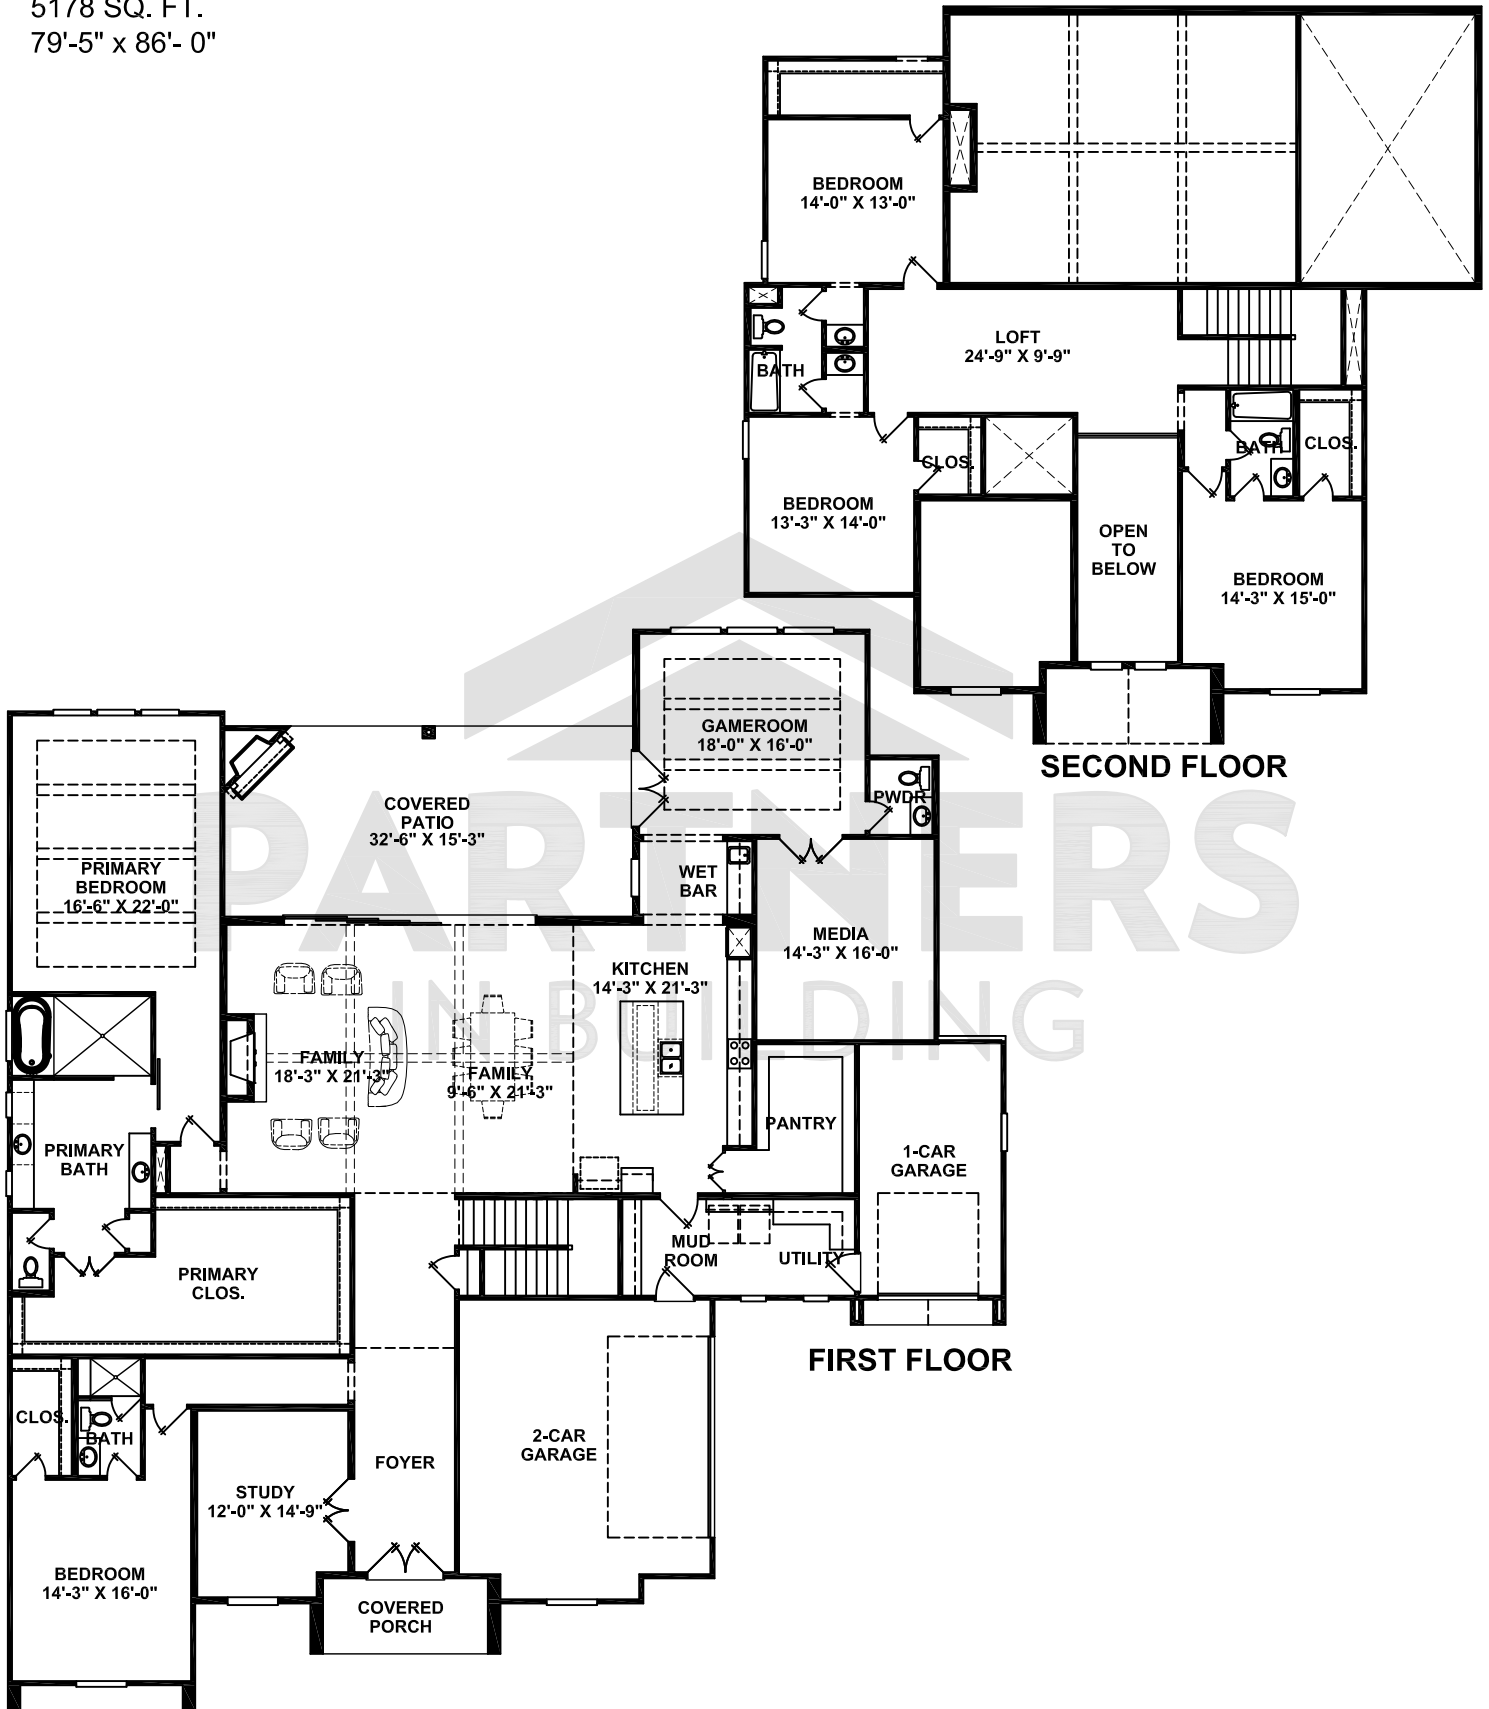 5178 SQ. FT.
79'-5" x 86'- 0"
BEDROOM
14'-0" X 13'-0"
LOFT
24'-9" X 9'-9"
BATH
CLOS.
BATH
CLOS.
BEDROOM
13'-3" X 14'-0"
OPEN
TO
BELOW
BEDROOM
14'-3" X 15'-0"
SECOND FLOOR
GAMEROOM
18'-0" X 16'-0"
PWDR
COVERED
PATIO
32'-6" X 15'-3"
PRIMARY
BEDROOM
16'-6" X 22'-0"
WET
BAR
MEDIA
14'-3" X 16'-0"
KITCHEN
14'-3" X 21'-3"
PARTNERS
IN BUILDING
FAMILY
18'-3" X 21'-3"
FAMILY
9'-6" X 21'-3"
PANTRY
1-CAR
GARAGE
PRIMARY
BATH
MUD
ROOM
UTILITY
PRIMARY
CLOS.
FIRST FLOOR
CLOS.
BATH
2-CAR
GARAGE
FOYER
STUDY
12'-0" X 14'-9"
BEDROOM
14'-3" X 16'-0"
COVERED
PORCH